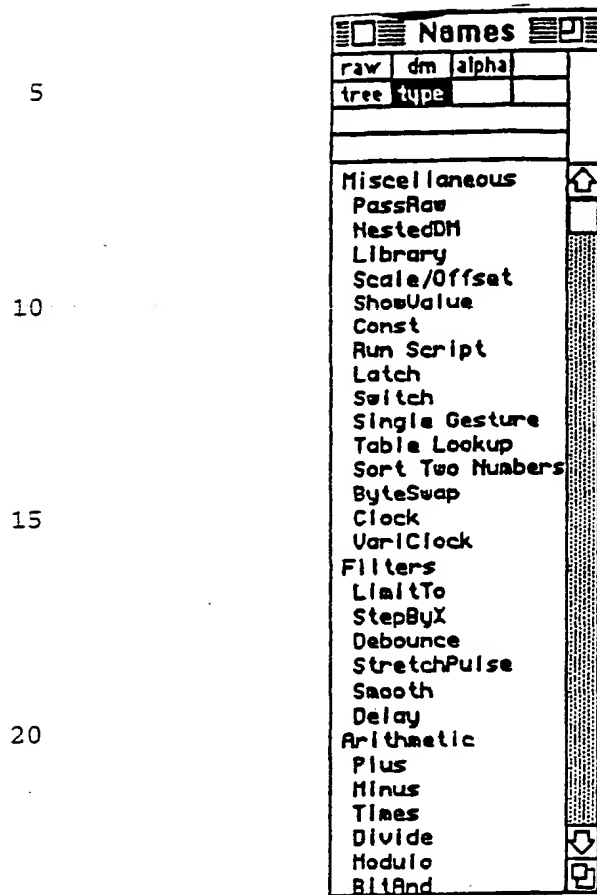 Names
raw dm alpha
5
tree type
Miscellaneous
PassRaw
NestedDM
Library
Scale/Offset
10
ShowValue
Const
Run Script
Latch
Switch
Single Gesture
Table Lookup
Sort Two Numbers
ByteSwap
15
Clock
VariClock
Filters
LimitTo
StepByX
Debounce
StretchPulse
Smooth
Delay
20
Arithmetic
Plus
Minus
Times
Divide
Modulo
BitAnd